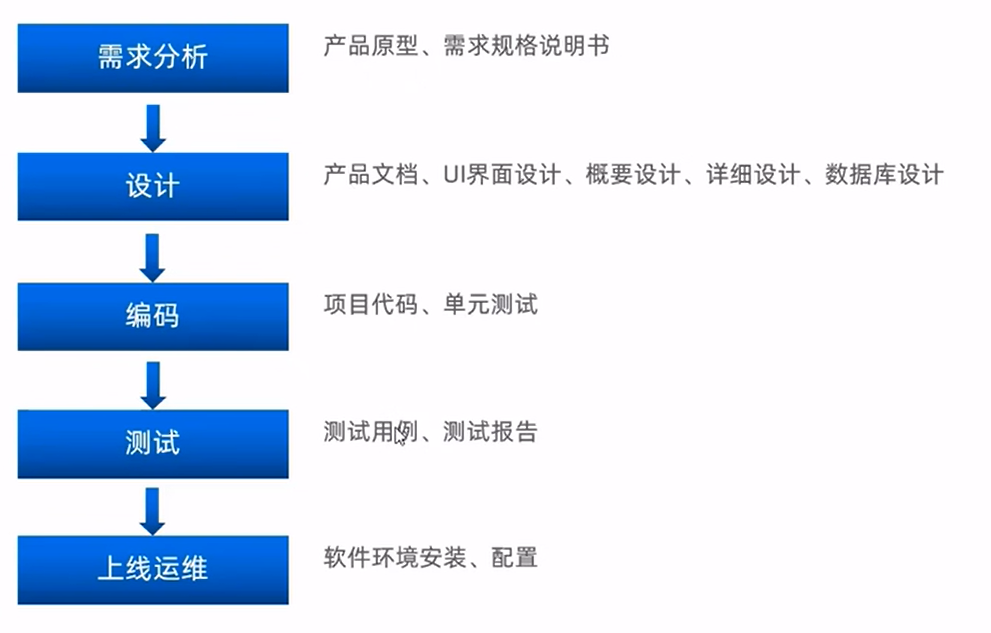 需求分析
产品原型、需求规格说明书
设计
产品文档、UI界面设计、概要设计、详细设计、数据库设计
编码
项目代码、单元测试
测试
测试用例、测试报告
上线运维
软件环境安装、配置